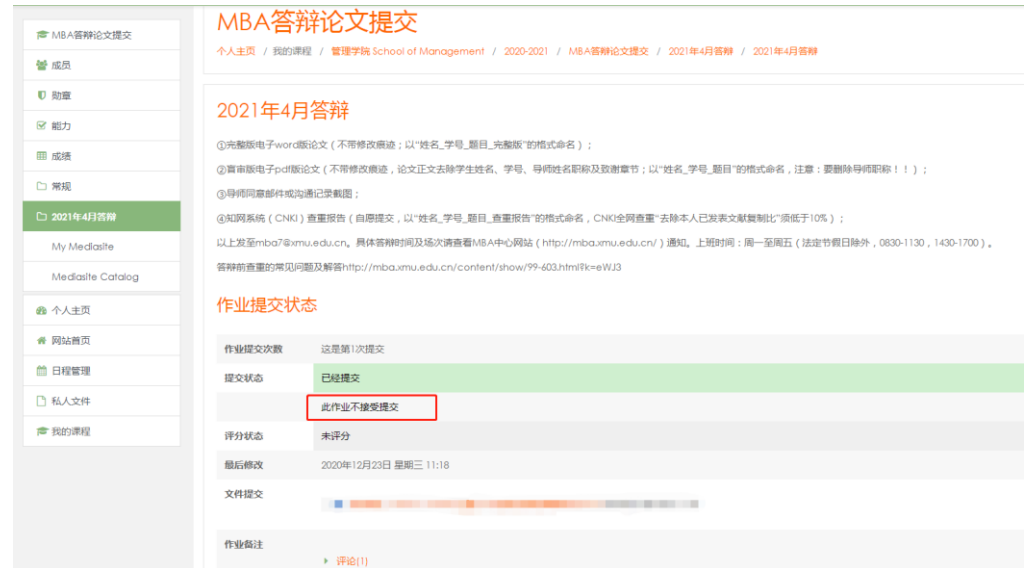 MBA答辩论文提交
成员
勋章
能力
成绩
常规
2021年4月答辩
My Mediasite
Mediasite Catalog
个人主页
网站首页
日程管理
私人文件
我的课程
MBA答辩论文提交
个人主页 / 我的课程 / 管理学院 School of Management / 2020-2021 / MBA答辩论文提交 / 2021年4月答辩 / 2021年4月答辩
2021年4月答辩
①完整版电子word版论文（不带修改痕迹；以“姓名_学号_题目_完整版”的格式命名）；
②盲审版电子pdf版论文（不带修改痕迹，论文正文去除学生姓名、学号、导师姓名职称及致谢章节；以“姓名_学号_题目”的格式命名，注意：要删除导师职称！！）；
③导师同意邮件或沟通记录截图；
④知网系统（CNKI）查重报告（自愿提交，以“姓名_学号_题目_查重报告”的格式命名，CNKI全网查重“去除本人已发表文献复制比”须低于10%）；
以上发至mba7@xmu.edu.cn。具体答辩时间及场次请查看MBA中心网站（http://mba.xmu.edu.cn/）通知。上班时间：周一至周五（法定节假日除外，0830-1130，1430-1700）。
答辩前查重的常见问题及解答http://mba.xmu.edu.cn/content/show/99-603.html?k=eWJ3
作业提交状态
作业提交次数 这是第1次提交
提交状态 已经提交
此作业不接受提交
评分状态 未评分
最后修改 2020年12月23日 星期三 11:18
文件提交
作业备注
评论(1)